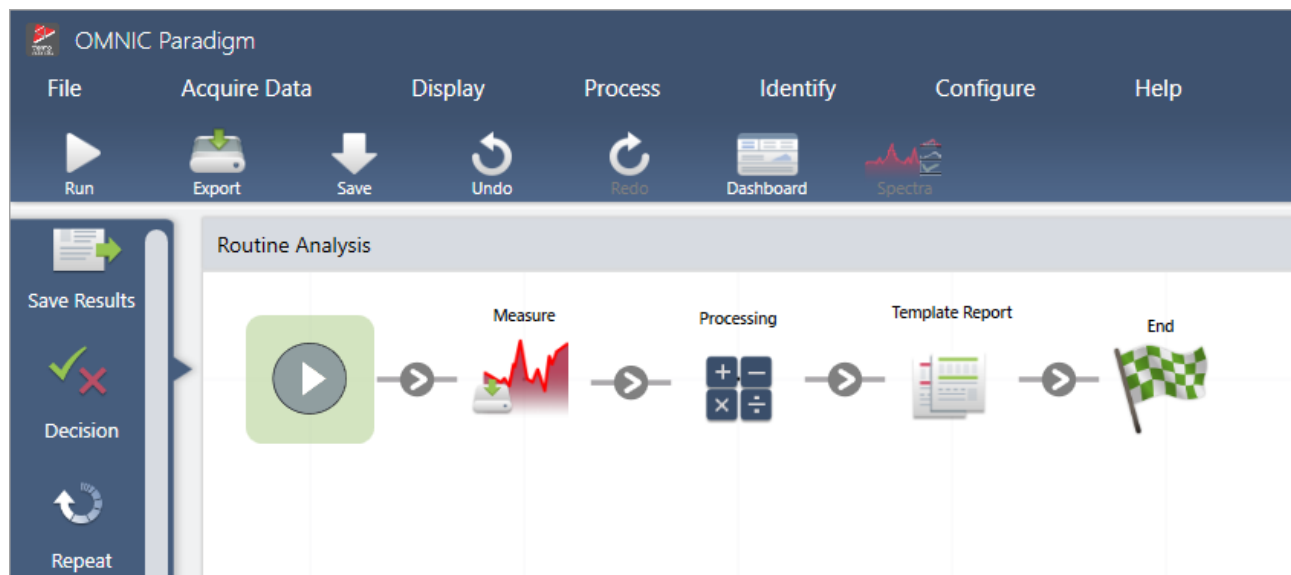 OMNIC Paradigm
File Acquire Data Display Process Identify Configure Help
Run Export Save Undo Redo Dashboard Spectra
Routine Analysis
Save Results
Decision
Repeat
Measure
Processing
Template Report
End